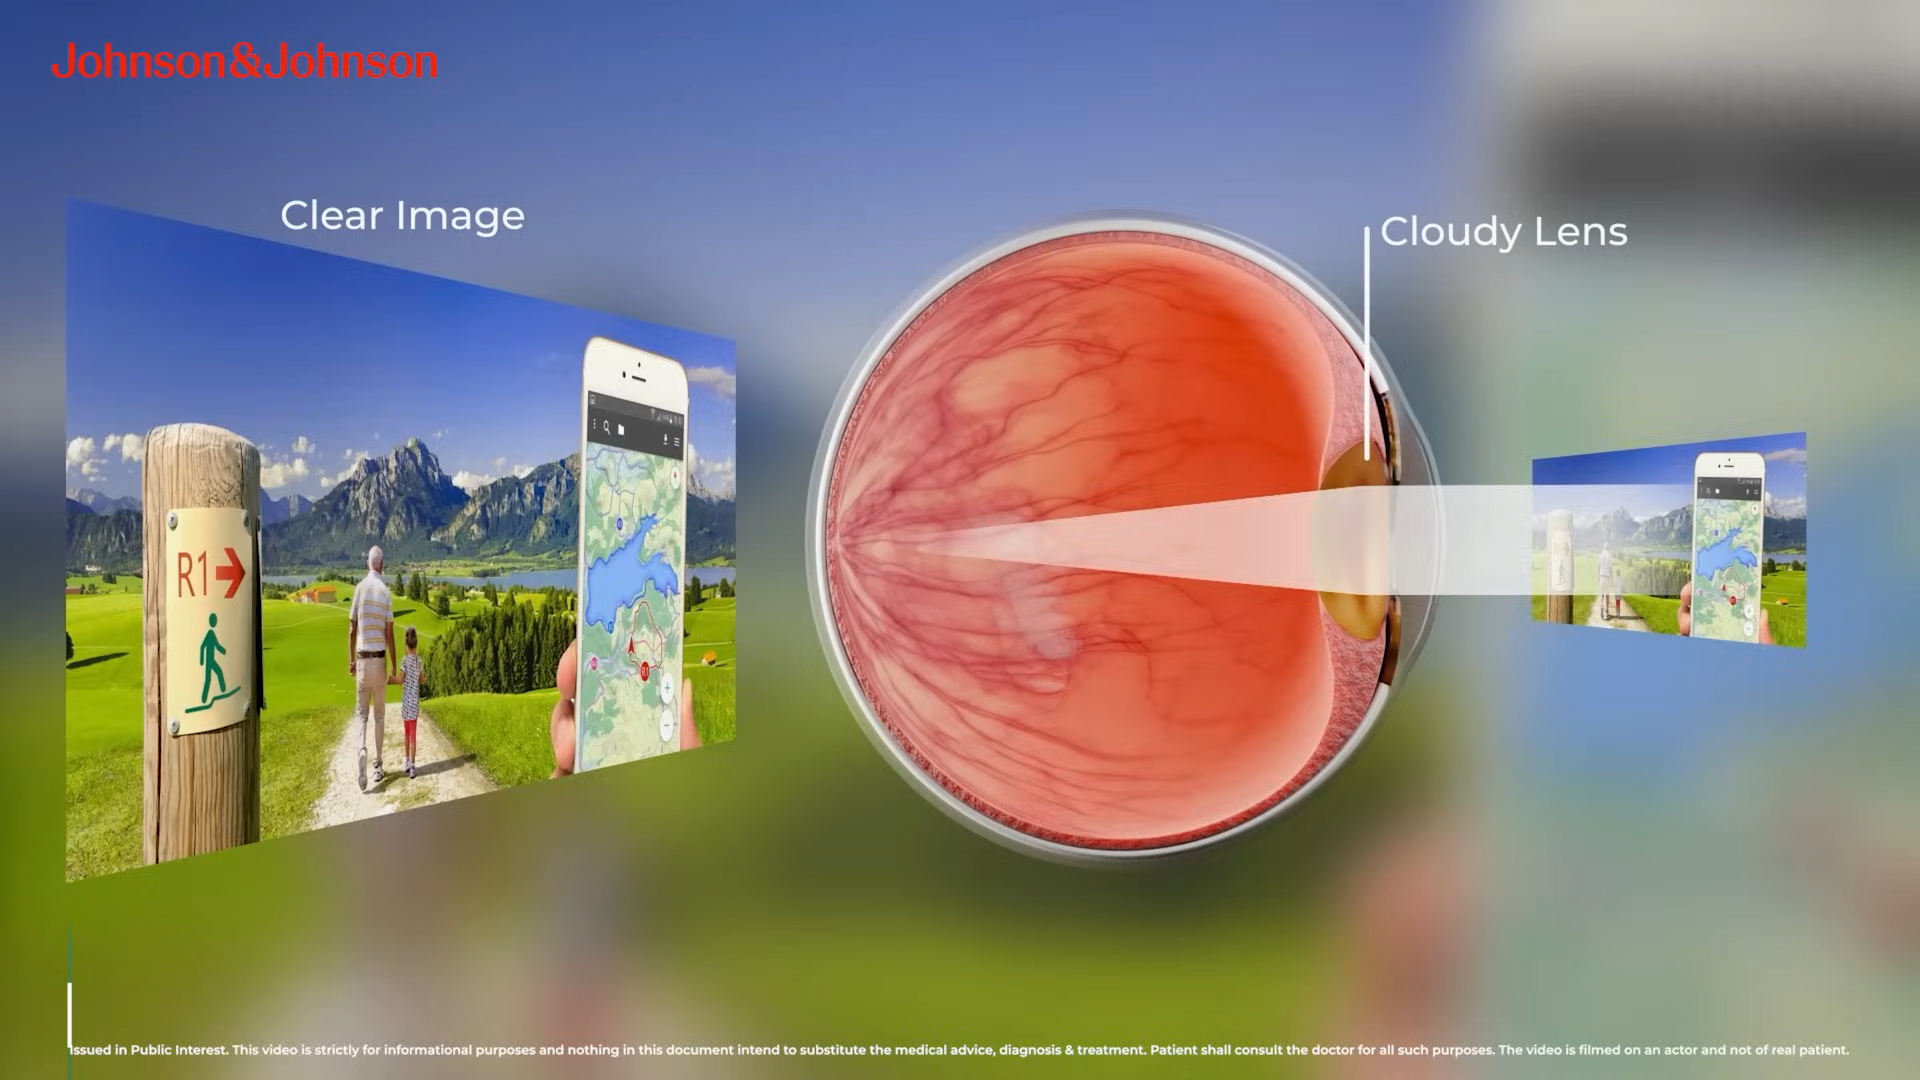 Johnson&Johnson
Clear Image
Cloudy Lens
R1
Issued in Public Interest. This video is strictly for informational purposes and nothing in this document intend to substitute the medical advice, diagnosis & treatment. Patient shall consult the doctor for all such purposes. The video is filmed on an actor and not of real patient.